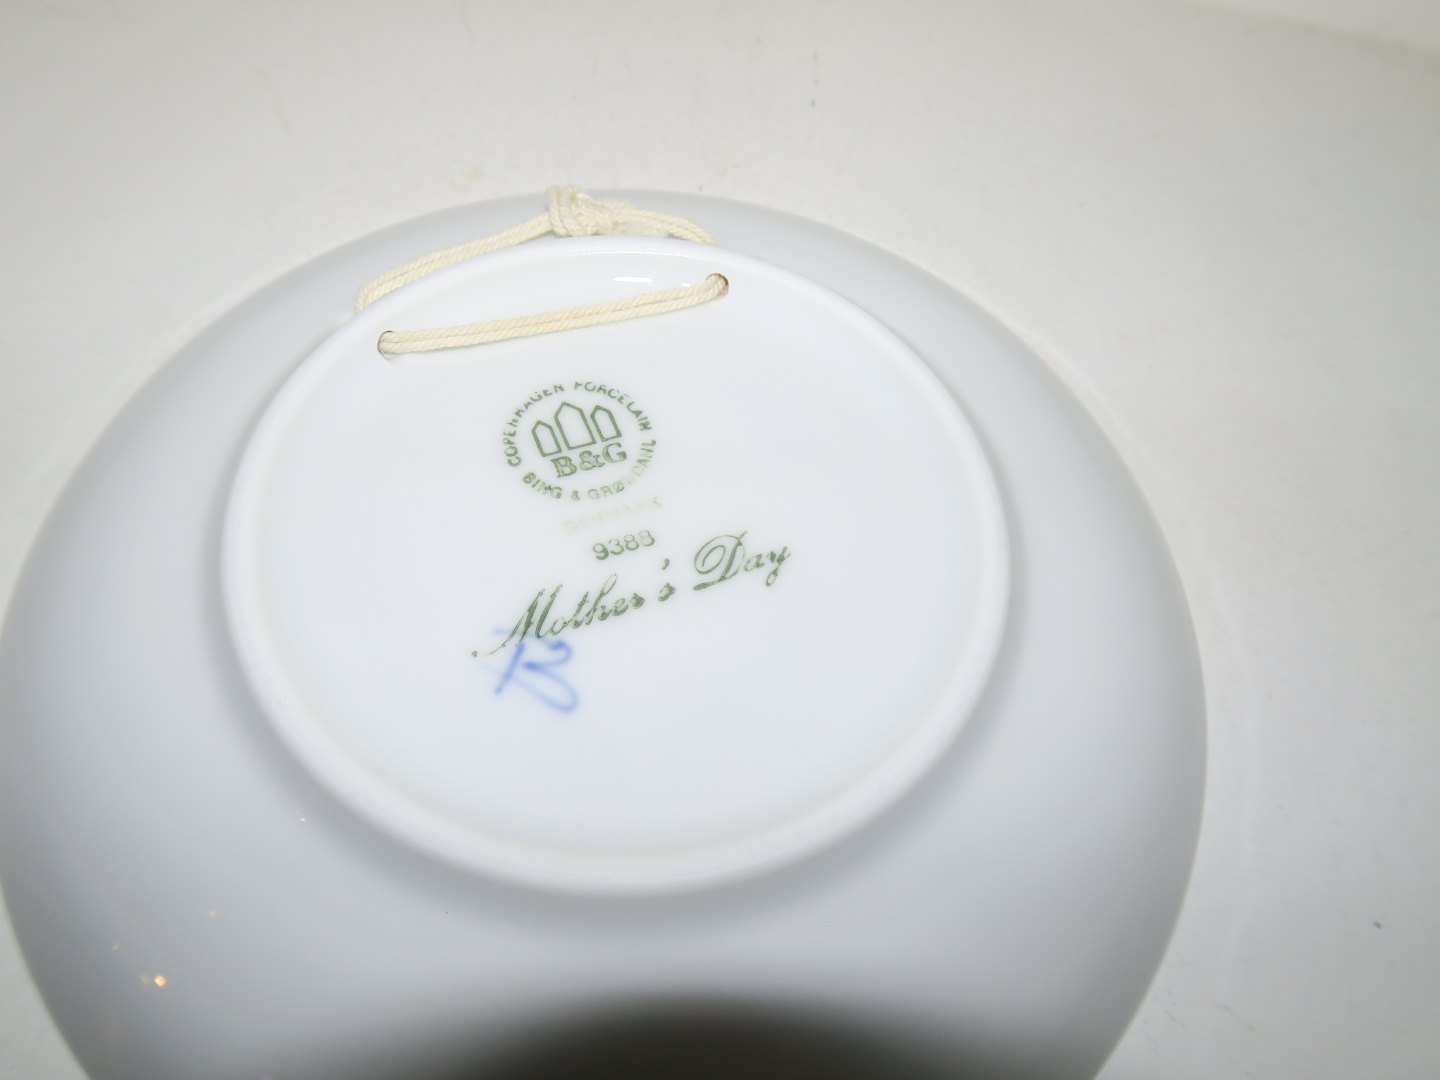 COPENHAGEN PORCELAIN
B&G
BING & GRØNDAHL
DENMARK
9388
Mother's Day